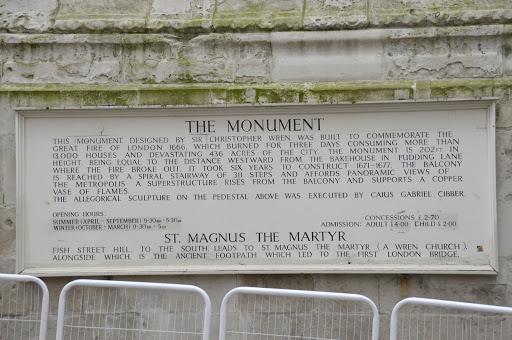 THE MONUMENT
THIS MONUMENT, DESIGNED BY SIR CHRISTOPHER WREN, WAS BUILT TO COMMEMORATE THE
GREAT FIRE OF LONDON 1666, WHICH BURNED FOR THREE DAYS CONSUMING MORE THAN
13,000 HOUSES AND DEVASTATING 436 ACRES OF THE CITY. THE MONUMENT IS 202FT IN
HEIGHT, BEING EQUAL TO THE DISTANCE WESTWARD FROM THE BAKEHOUSE IN PUDDING LANE
WHERE THE FIRE BROKE OUT. IT TOOK SIX YEARS TO CONSTRUCT 1671-1677. THE BALCONY
IS REACHED BY A SPIRAL STAIRWAY OF 311 STEPS AND AFFORDS PANORAMIC VIEWS OF
THE METROPOLIS. A SUPERSTRUCTURE RISES FROM THE BALCONY AND SUPPORTS A COPPER
VASE OF FLAMES.
THE ALLEGORICAL SCULPTURE ON THE PEDESTAL ABOVE WAS EXECUTED BY CAIUS GABRIEL CIBBER.
OPENING HOURS:
SUMMER (APRIL - SEPTEMBER) 9·30am - 5·30pm
WINTER (OCTOBER - MARCH) 9·30am - 5pm
CONCESSIONS £2·70
ADMISSION: ADULT £4·00 CHILD £2·00
ST. MAGNUS THE MARTYR
FISH STREET HILL, TO THE SOUTH LEADS TO ST. MAGNUS THE MARTYR (A WREN CHURCH),
ALONGSIDE WHICH IS THE ANCIENT FOOTPATH WHICH LED TO THE FIRST LONDON BRIDGE.